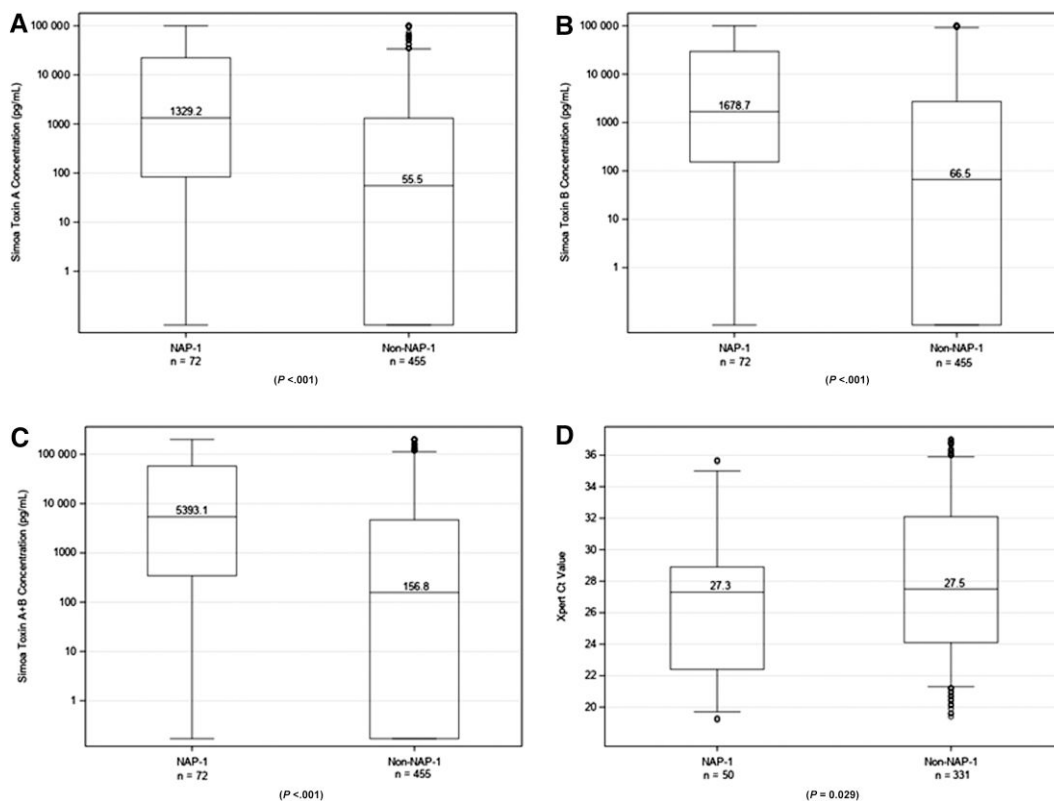 A
Simoa Toxin A Concentration (pg/mL)
100 000
10 000
1000
100
10
1
1329.2
55.5
NAP-1
n = 72
Non-NAP-1
n = 455
(P <.001)
B
Simoa Toxin B Concentration (pg/mL)
100 000
10 000
1000
100
10
1
1678.7
66.5
NAP-1
n = 72
Non-NAP-1
n = 455
(P <.001)
C
Simoa Toxin A+B Concentration (pg/mL)
100 000
10 000
1000
100
10
1
5393.1
156.8
NAP-1
n = 72
Non-NAP-1
n = 455
(P <.001)
D
Xpert Ct Value
36
34
32
30
28
26
24
22
20
27.3
27.5
NAP-1
n = 50
Non-NAP-1
n = 331
(P = 0.029)